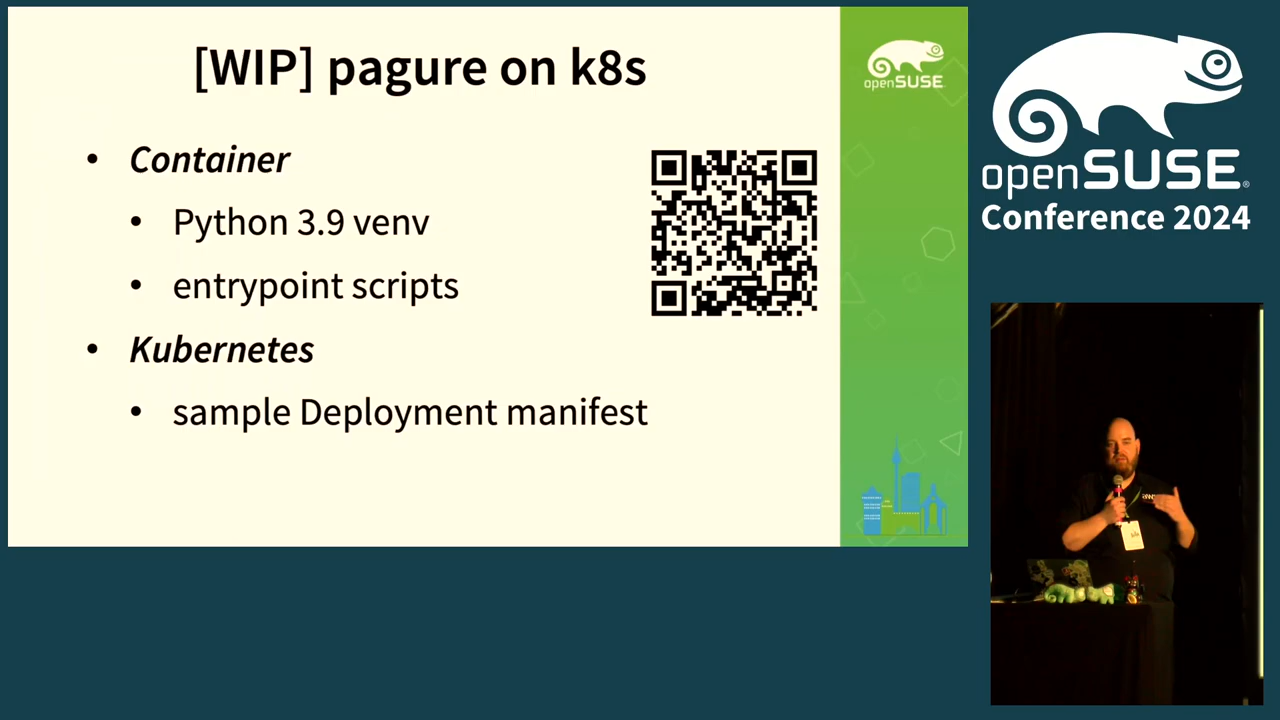 [WIP] pagure on k8s
• Container
• Python 3.9 venv
• entrypoint scripts
• Kubernetes
• sample Deployment manifest
openSUSE
openSUSE®
Conference 2024